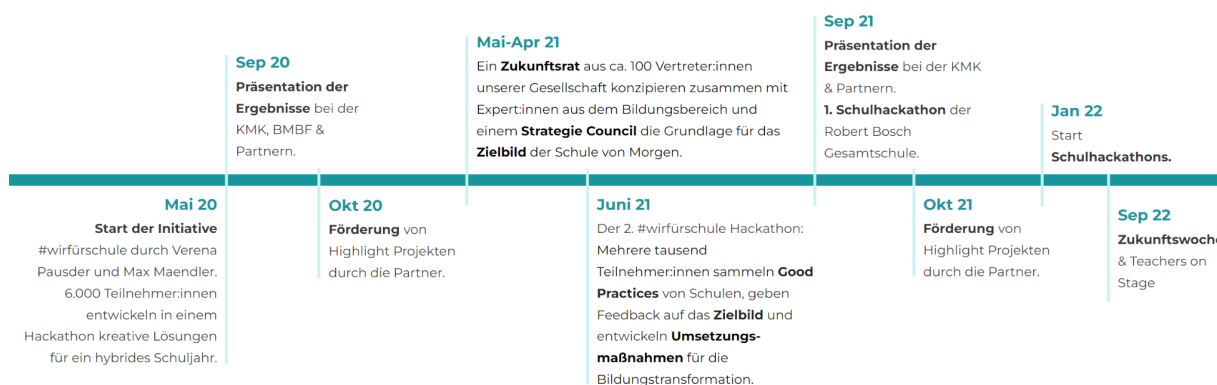 Mai 20
Start der Initiative
#wirfürschule durch Verena
Pausder und Max Maendler.
6.000 Teilnehmer:innen
entwickeln in einem
Hackathon kreative Lösungen
für ein hybrides Schuljahr.
Sep 20
Präsentation der
Ergebnisse bei der
KMK, BMBF &
Partnern.
Okt 20
Förderung von
Highlight Projekten
durch die Partner.
Mai-Apr 21
Ein Zukunftsrat aus ca. 100 Vertreter:innen
unserer Gesellschaft konzipieren zusammen mit
Expert:innen aus dem Bildungsbereich und
einem Strategie Council die Grundlage für das
Zielbild der Schule von Morgen.
Juni 21
Der 2. #wirfürschule Hackathon:
Mehrere tausend
Teilnehmer:innen sammeln Good
Practices von Schulen, geben
Feedback auf das Zielbild und
entwickeln Umsetzungs-
maßnahmen für die
Bildungstransformation.
Sep 21
Präsentation der
Ergebnisse bei der KMK
& Partnern.
1. Schulhackathon der
Robert Bosch
Gesamtschule.
Okt 21
Förderung von
Highlight Projekten
durch die Partner.
Jan 22
Start
Schulhackathons.
Sep 22
Zukunftswoche
& Teachers on
Stage